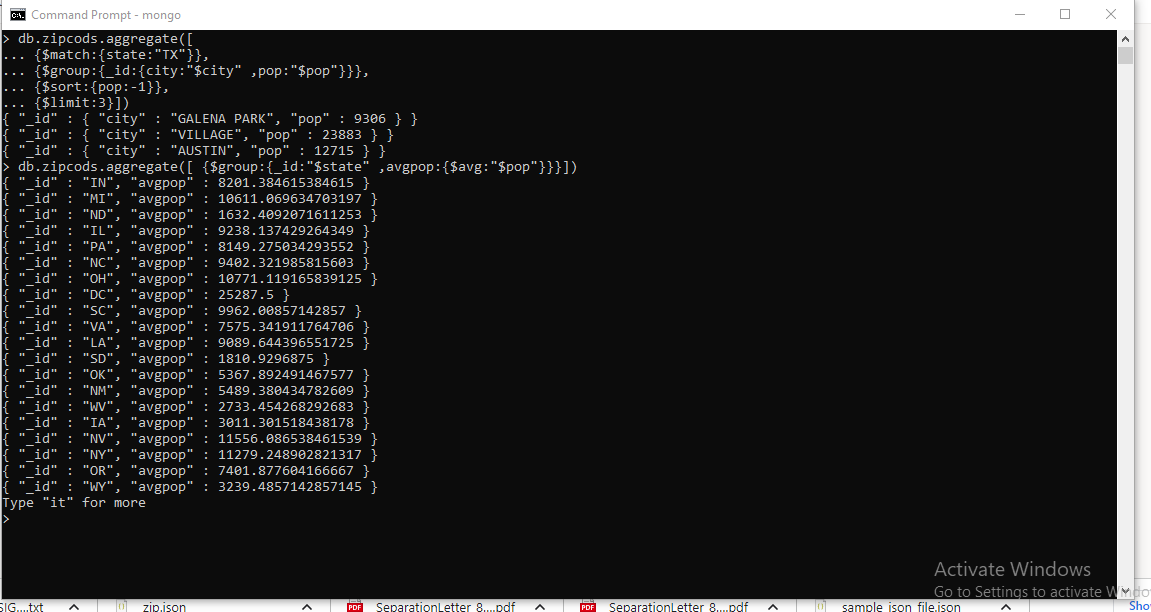 Command Prompt - mongo
> db.zipcods.aggregate([
... {$match:{state:"TX"}},
... {$group:{_id:{city:"$city" ,pop:"$pop"}}},
... {$sort:{pop:-1}},
... {$limit:3}])
{ "_id" : { "city" : "GALENA PARK", "pop" : 9306 } }
{ "_id" : { "city" : "VILLAGE", "pop" : 23883 } }
{ "_id" : { "city" : "AUSTIN", "pop" : 12715 } }
> db.zipcods.aggregate([ {$group:{_id:"$state" ,avgpop:{$avg:"$pop"}}}])
{ "_id" : "IN", "avgpop" : 8201.384615384615 }
{ "_id" : "MI", "avgpop" : 10611.069634703197 }
{ "_id" : "ND", "avgpop" : 1632.4092071611253 }
{ "_id" : "IL", "avgpop" : 9238.137429264349 }
{ "_id" : "PA", "avgpop" : 8149.275034293552 }
{ "_id" : "NC", "avgpop" : 9402.321985815603 }
{ "_id" : "OH", "avgpop" : 10771.119165839125 }
{ "_id" : "DC", "avgpop" : 25287.5 }
{ "_id" : "SC", "avgpop" : 9962.00857142857 }
{ "_id" : "VA", "avgpop" : 7575.341911764706 }
{ "_id" : "LA", "avgpop" : 9089.644396551725 }
{ "_id" : "SD", "avgpop" : 1810.9296875 }
{ "_id" : "OK", "avgpop" : 5367.892491467577 }
{ "_id" : "NM", "avgpop" : 5489.380434782609 }
{ "_id" : "WV", "avgpop" : 2733.454268292683 }
{ "_id" : "IA", "avgpop" : 3011.301518438178 }
{ "_id" : "NV", "avgpop" : 11556.086538461539 }
{ "_id" : "NY", "avgpop" : 11279.248902821317 }
{ "_id" : "OR", "avgpop" : 7401.877604166667 }
{ "_id" : "WY", "avgpop" : 3239.4857142857145 }
Type "it" for more
>
Activate Windows
Go to Settings to activate Windo
SIG....txt zip.json PDF SeparationLetter_8....pdf PDF SeparationLetter_8....pdf sample_json_file.json Sho